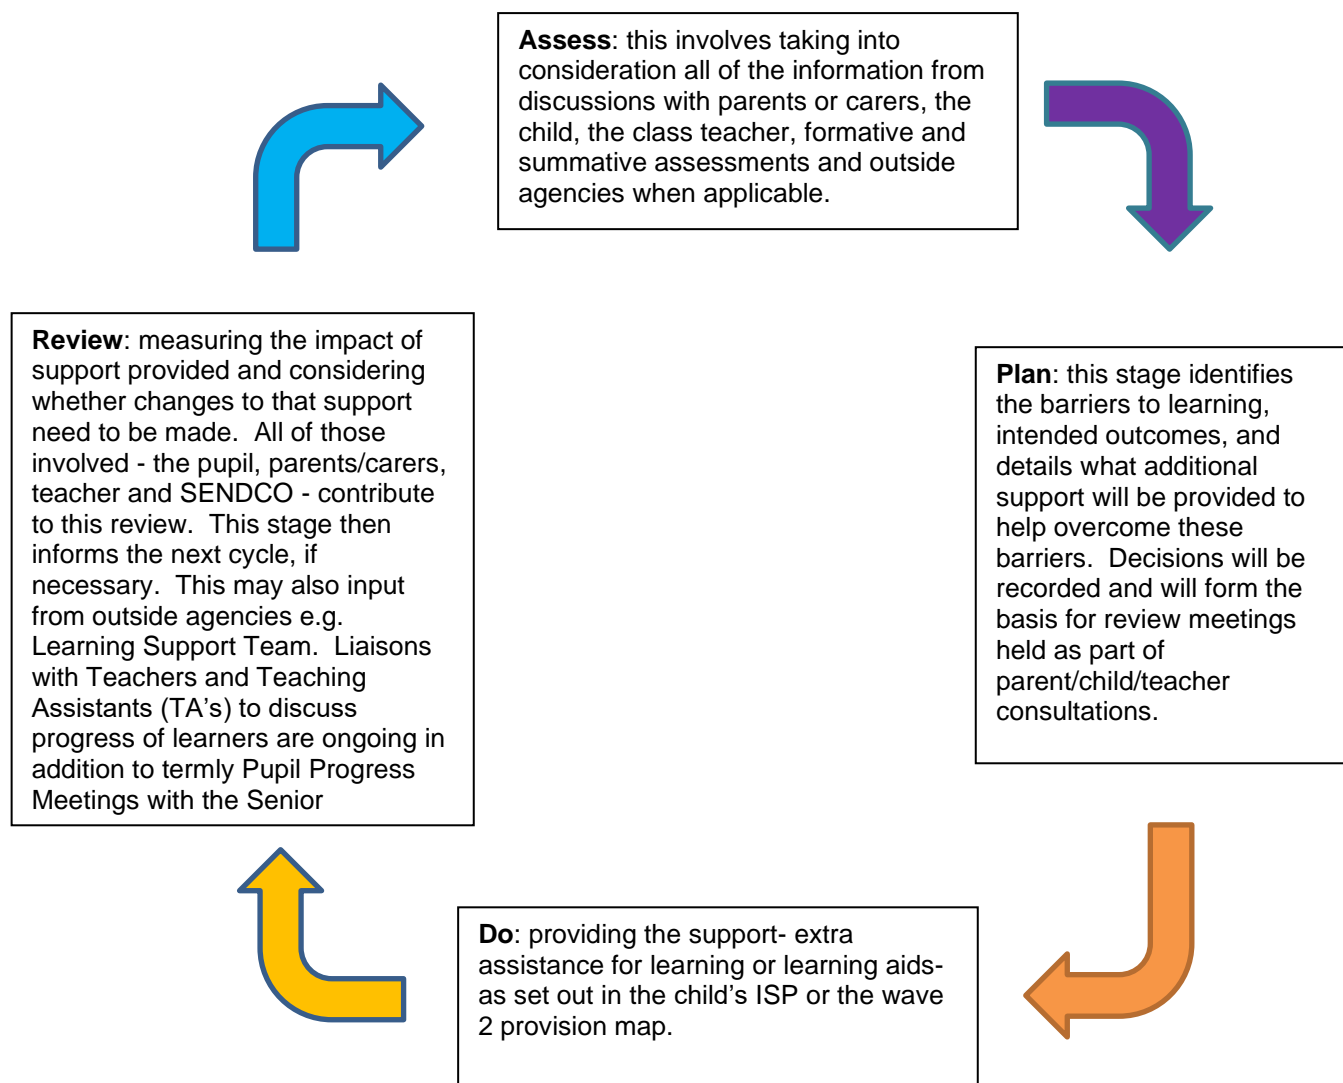 Assess: this involves taking into
consideration all of the information from
discussions with parents or carers, the
child, the class teacher, formative and
summative assessments and outside
agencies when applicable.
Plan: this stage identifies
the barriers to learning,
intended outcomes, and
details what additional
support will be provided to
help overcome these
barriers.  Decisions will be
recorded and will form the
basis for review meetings
held as part of
parent/child/teacher
consultations.
Do: providing the support- extra
assistance for learning or learning aids-
as set out in the child’s ISP or the wave
2 provision map.
Review: measuring the impact of
support provided and considering
whether changes to that support
need to be made.  All of those
involved - the pupil, parents/carers,
teacher and SENDCO - contribute
to this review.  This stage then
informs the next cycle, if
necessary.  This may also input
from outside agencies e.g.
Learning Support Team.  Liaisons
with Teachers and Teaching
Assistants (TA’s) to discuss
progress of learners are ongoing in
addition to termly Pupil Progress
Meetings with the Senior